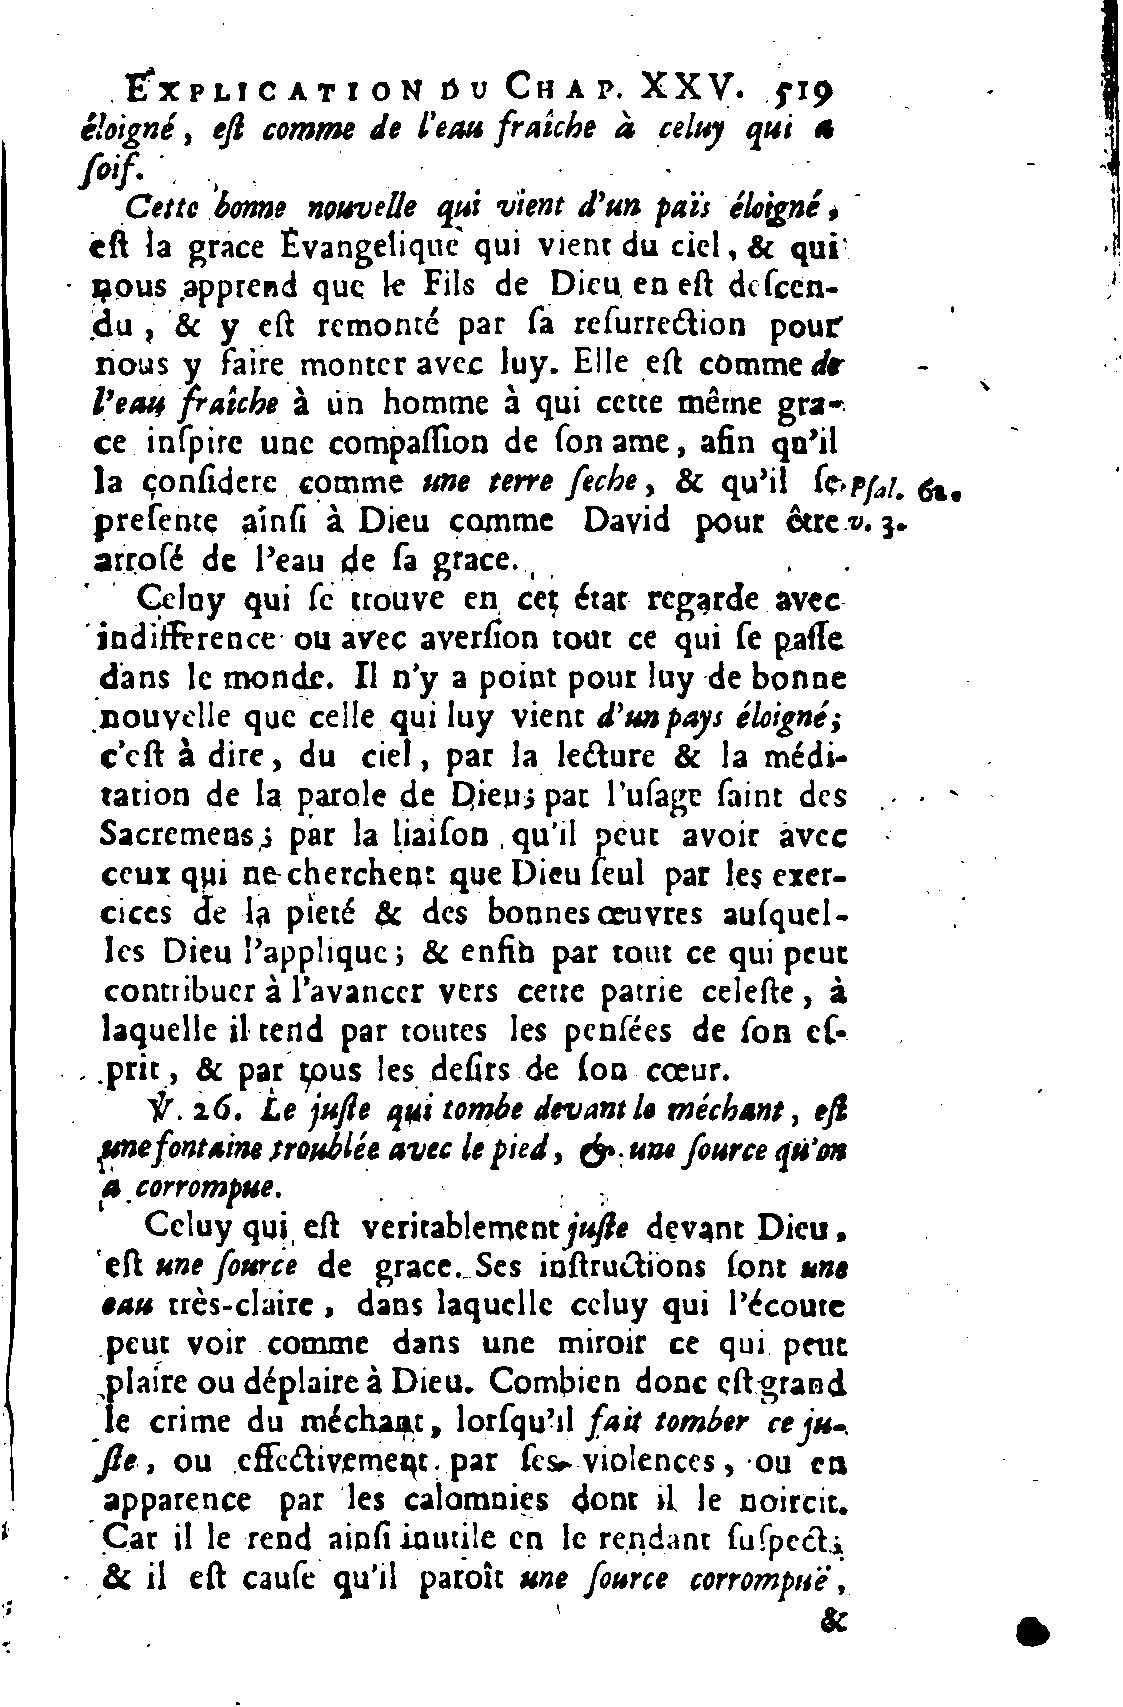 EXPLICATION DU CHAP. XXV. 519
éloigné, eſt comme de l'eau fraîche à celuy qui a
ſoif.
Cette bonne nouvelle qui vient d'un païs éloigné,
eſt la grace Evangelique qui vient du ciel, & qui
nous apprend que le Fils de Dieu en eſt deſcen-
du, & y eſt remonté par ſa reſurrection pour
nous y faire monter avec luy. Elle eſt comme de
l'eau fraîche à un homme à qui cette même gra-
ce inſpire une compaſſion de ſon ame, afin qu'il
la conſidere comme une terre ſeche, & qu'il ſe Pſal. 62.
preſente ainſi à Dieu comme David pour être v. 3.
arroſé de l'eau de ſa grace.
Celuy qui ſe trouve en cet état regarde avec
indifference ou avec averſion tout ce qui ſe paſſe
dans le monde. Il n'y a point pour luy de bonne
nouvelle que celle qui luy vient d'un pays éloigné;
c'eſt à dire, du ciel, par la lecture & la médi-
tation de la parole de Dieu; par l'uſage ſaint des
Sacremens; par la liaiſon qu'il peut avoir avec
ceux qui ne cherchent que Dieu ſeul par les exer-
cices de la pieté & des bonnes œuvres auſquel-
les Dieu l'applique; & enfin par tout ce qui peut
contribuer à l'avancer vers cette patrie celeſte, à
laquelle il tend par toutes les penſées de ſon eſ-
prit, & par tous les deſirs de ſon cœur.
℣. 26. Le juſte qui tombe devant le méchant, eſt
une fontaine troublée avec le pied, & une ſource qu'on
a corrompue.
Celuy qui eſt veritablement juſte devant Dieu,
eſt une ſource de grace. Ses inſtructions ſont une
eau très-claire, dans laquelle celuy qui l'écoute
peut voir comme dans une miroir ce qui peut
plaire ou déplaire à Dieu. Combien donc eſt grand
le crime du méchant, lorſqu'il fait tomber ce ju-
ſte, ou effectivement par ſes violences, ou en
apparence par les calomnies dont il le noircit.
Car il le rend ainſi inutile en le rendant ſuſpect;
& il eſt cauſe qu'il paroît une ſource corrompuë,
&